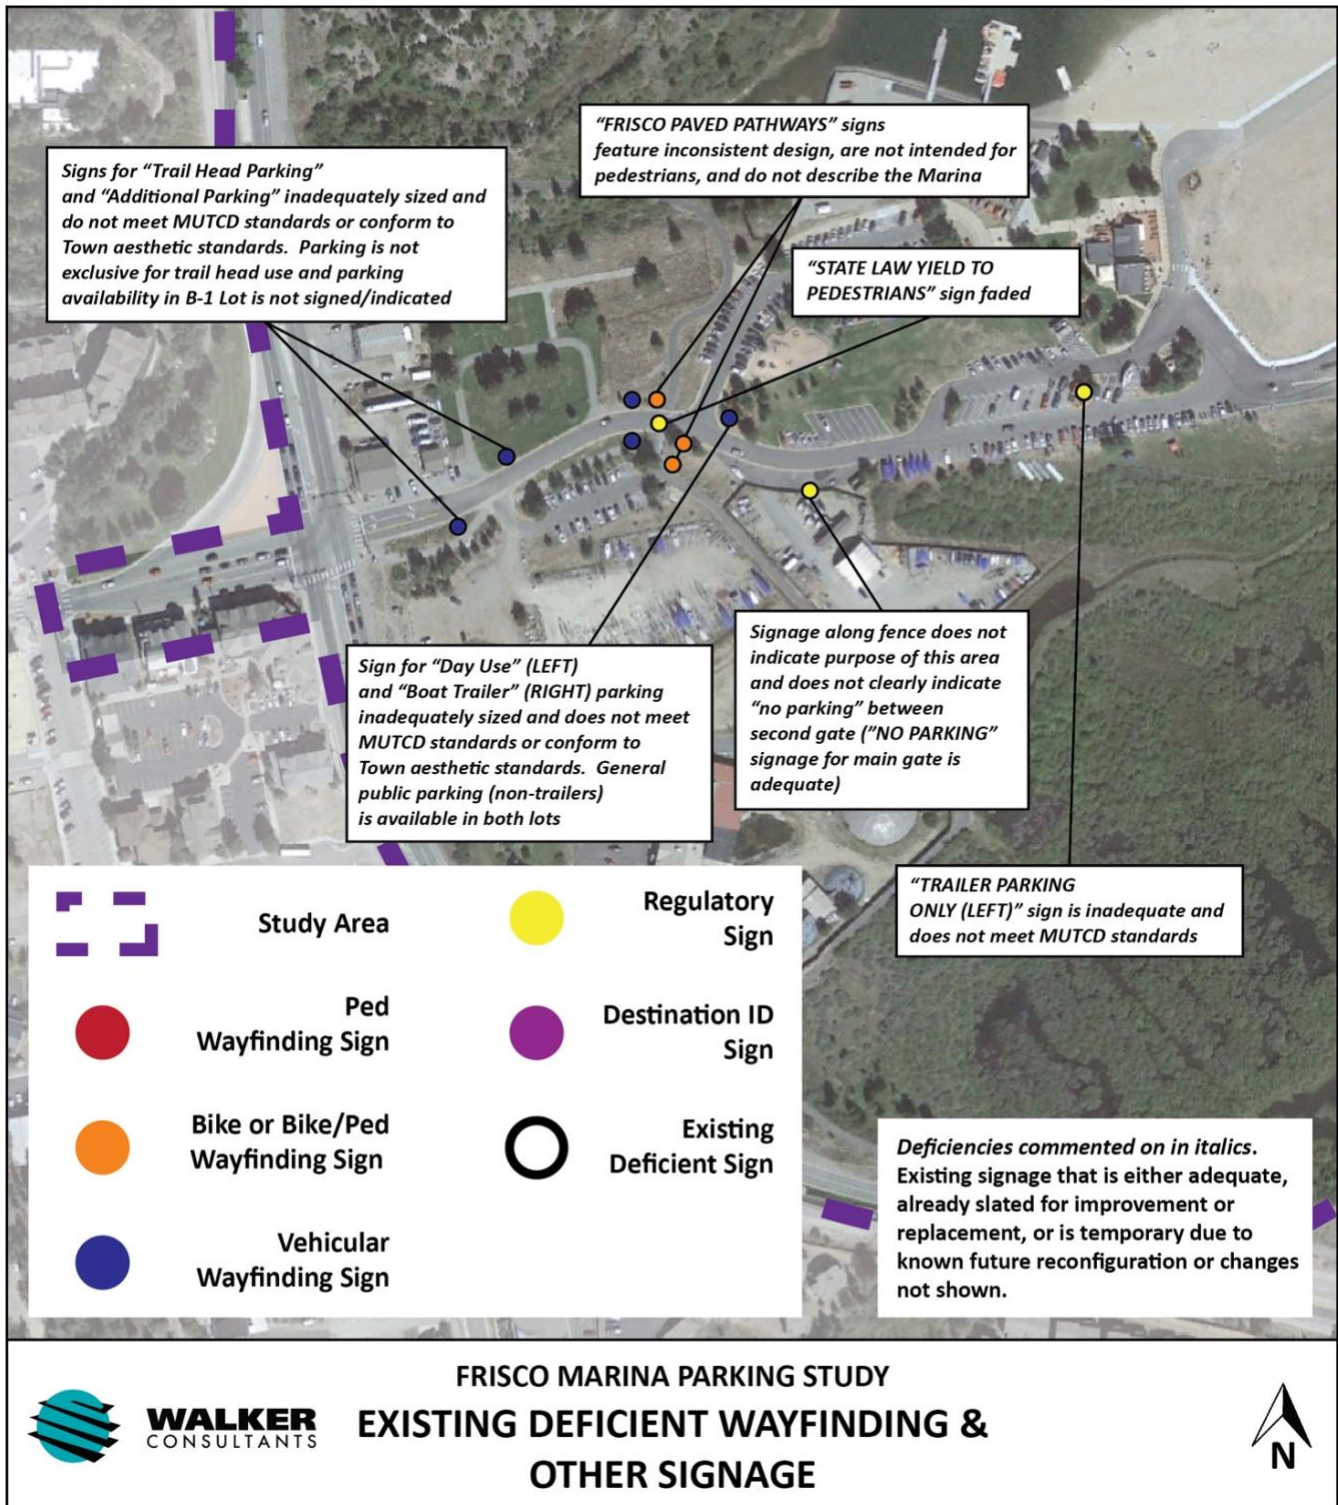 “FRISCO PAVED PATHWAYS” signs
feature inconsistent design, are not intended for
pedestrians, and do not describe the Marina
Signs for “Trail Head Parking”
and “Additional Parking” inadequately sized and
do not meet MUTCD standards or conform to
Town aesthetic standards. Parking is not
exclusive for trail head use and parking
availability in B-1 Lot is not signed/indicated
“STATE LAW YIELD TO
PEDESTRIANS” sign faded
Sign for “Day Use” (LEFT)
and “Boat Trailer” (RIGHT) parking
inadequately sized and does not meet
MUTCD standards or conform to
Town aesthetic standards. General
public parking (non-trailers)
is available in both lots
Signage along fence does not
indicate purpose of this area
and does not clearly indicate
“no parking” between
second gate (”NO PARKING”
signage for main gate is
adequate)
“TRAILER PARKING
ONLY (LEFT)” sign is inadequate and
does not meet MUTCD standards
Study Area
Ped
Wayfinding Sign
Bike or Bike/Ped
Wayfinding Sign
Vehicular
Wayfinding Sign
Regulatory
Sign
Destination ID
Sign
Existing
Deficient Sign
Deficiencies commented on in italics.
Existing signage that is either adequate,
already slated for improvement or
replacement, or is temporary due to
known future reconfiguration or changes
not shown.
WALKER
CONSULTANTS
FRISCO MARINA PARKING STUDY
EXISTING DEFICIENT WAYFINDING &
OTHER SIGNAGE
N